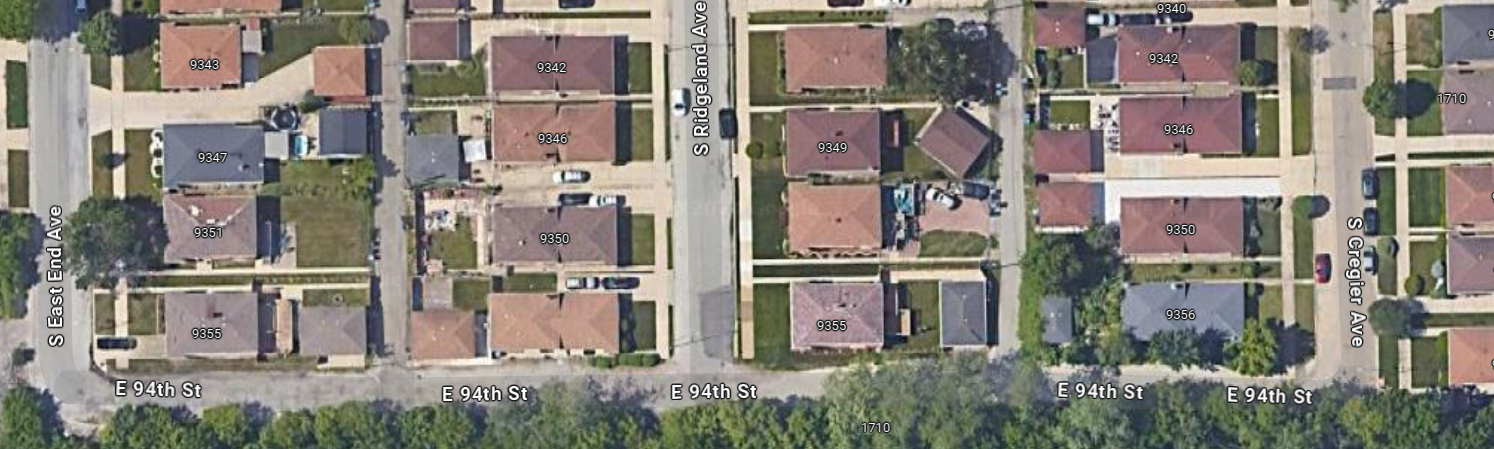 9340
9343
9342
9342
S Ridgeland Ave
1710
9347
9346
9349
9346
9351
9350
9350
S East End Ave
S Cregier Ave
9355
9355
9356
E 94th St
E 94th St
E 94th St
E 94th St
E 94th St
1710